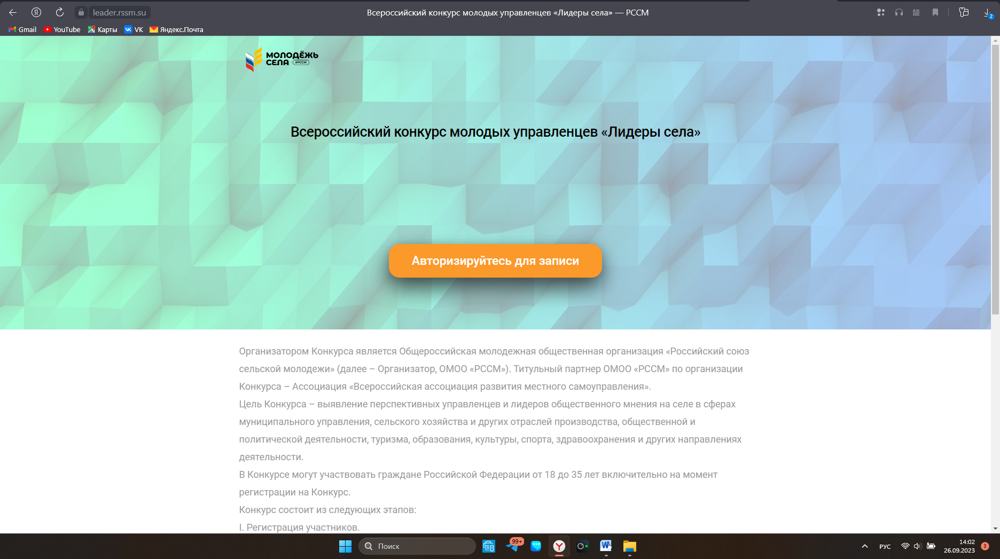 leader.rssm.su
Всероссийский конкурс молодых управленцев «Лидеры села» — РССМ
2
Gmail
YouTube
Карты
VK
Яндекс.Почта
МОЛОДЁЖЬ
СЕЛА #РССМ
Всероссийский конкурс молодых управленцев «Лидеры села»
Авторизируйтесь для записи
Организатором Конкурса является Общероссийская молодежная общественная организация «Российский союз
сельской молодежи» (далее – Организатор, ОМОО «РССМ»). Титульный партнер ОМОО «РССМ» по организации
Конкурса – Ассоциация «Всероссийская ассоциация развития местного самоуправления».
Цель Конкурса – выявление перспективных управленцев и лидеров общественного мнения на селе в сферах
муниципального управления, сельского хозяйства и других отраслей производства, общественной и
политической деятельности, туризма, образования, культуры, спорта, здравоохранения и других направлениях
деятельности.
В Конкурсе могут участвовать граждане Российской Федерации от 18 до 35 лет включительно на момент
регистрации на Конкурс.
Конкурс состоит из следующих этапов:
I. Регистрация участников.
Поиск
99+
РУС
14:02
26.09.2023
3